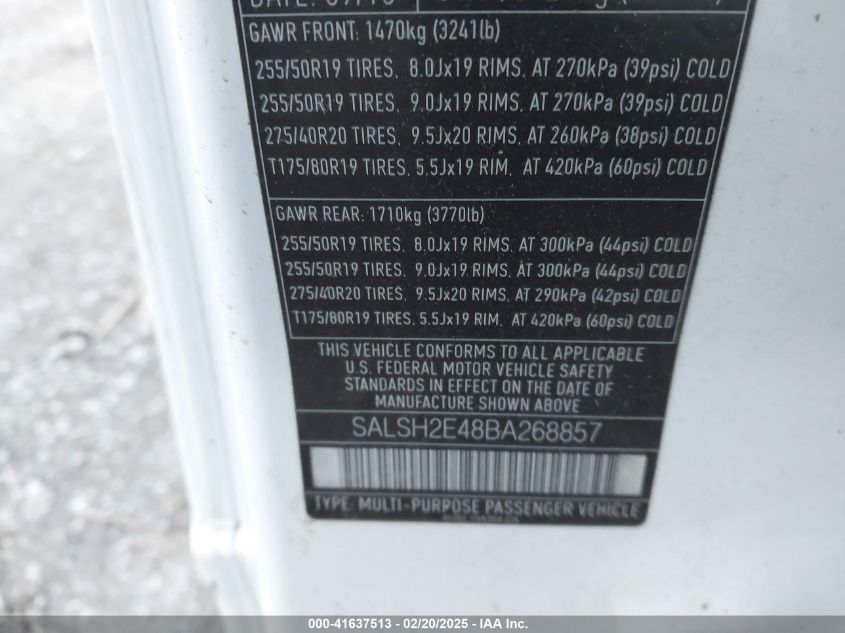 GAWR FRONT: 1470kg (3241lb)
255/50R19 TIRES, 8.0Jx19 RIMS, AT 270kPa (39psi) COLD
255/50R19 TIRES, 9.0Jx19 RIMS, AT 270kPa (39psi) COLD
275/40R20 TIRES, 9.5Jx20 RIMS, AT 260kPa (38psi) COLD
T175/80R19 TIRES, 5.5Jx19 RIM, AT 420kPa (60psi) COLD
GAWR REAR: 1710kg (3770lb)
255/50R19 TIRES, 8.0Jx19 RIMS, AT 300kPa (44psi) COLD
255/50R19 TIRES, 9.0Jx19 RIMS, AT 300kPa (44psi) COLD
275/40R20 TIRES, 9.5Jx20 RIMS, AT 290kPa (42psi) COLD
T175/80R19 TIRES, 5.5Jx19 RIM, AT 420kPa (60psi) COLD
THIS VEHICLE CONFORMS TO ALL APPLICABLE
U.S. FEDERAL MOTOR VEHICLE SAFETY
STANDARDS IN EFFECT ON THE DATE OF
MANUFACTURE SHOWN ABOVE
SALSH2E48BA268857
TYPE: MULTI-PURPOSE PASSENGER VEHICLE
000-41637513 - 02/20/2025 - IAA Inc.